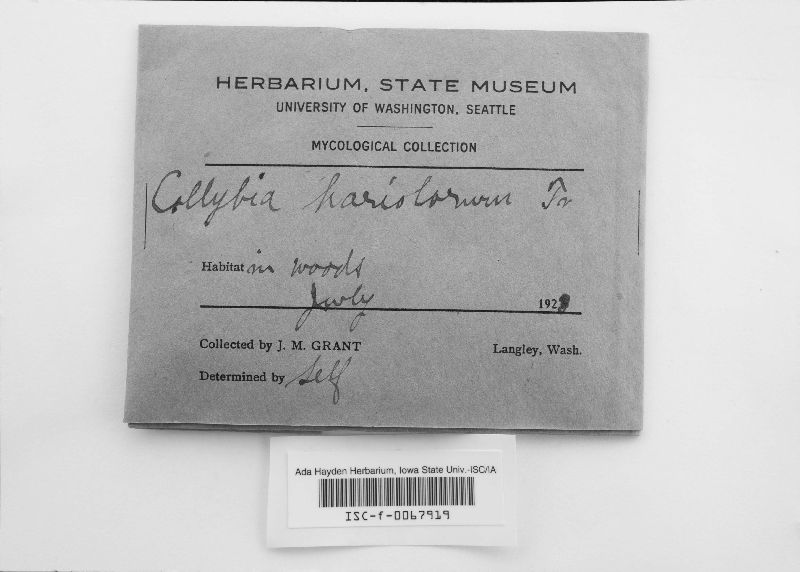 HERBARIUM, STATE MUSEUM
UNIVERSITY OF WASHINGTON, SEATTLE
MYCOLOGICAL COLLECTION
Collybia hariolorum Fr
Habitat in woods
July 1928
Collected by J. M. GRANT Langley, Wash.
Determined by Self
Ada Hayden Herbarium, Iowa State Univ.-ISC/IA
ISC-f-0067919